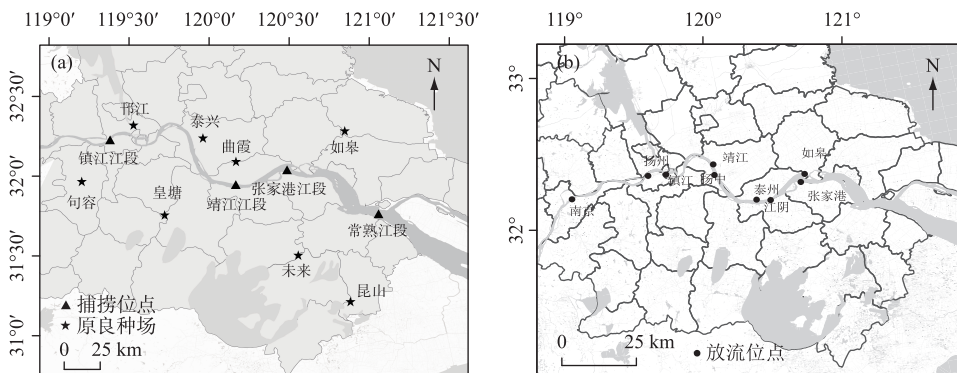 119°0′ 119°30′ 120°0′ 120°30′ 121°0′ 121°30′
(a)
N
32°30′
32°0′
31°30′
31°0′
邗江
泰兴
曲霞
如皋
镇江江段
张家港江段
句容
皇塘
靖江江段
常熟江段
未来
昆山
▲ 捕捞位点
★ 原良种场
0 25 km
119° 120° 121°
(b)
N
33°
32°
扬州
镇江
靖江
扬中
如皋
泰州
张家港
江阴
南京
0 25 km
● 放流位点